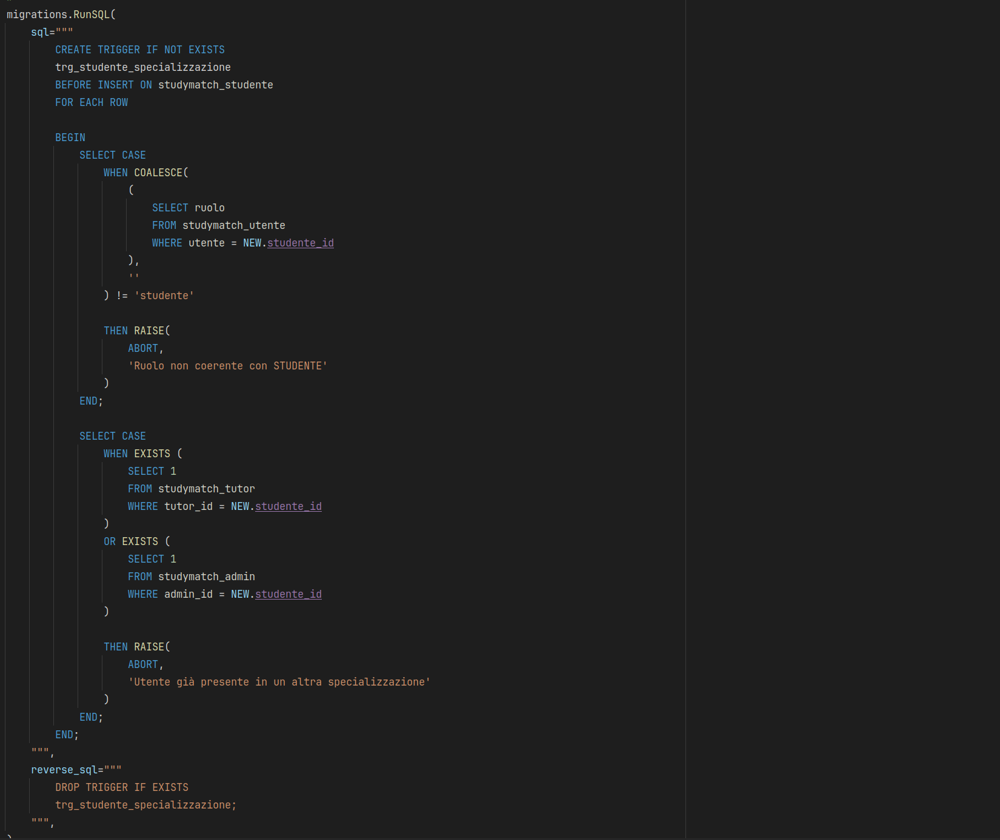 migrations.RunSQL(
sql="""
CREATE TRIGGER IF NOT EXISTS
trg_studente_specializzazione
BEFORE INSERT ON studymatch_studente
FOR EACH ROW
BEGIN
SELECT CASE
WHEN COALESCE(
(
SELECT ruolo
FROM studymatch_utente
WHERE utente = NEW.studente_id
),
''
) != 'studente'
THEN RAISE(
ABORT,
'Ruolo non coerente con STUDENTE'
)
END;
SELECT CASE
WHEN EXISTS (
SELECT 1
FROM studymatch_tutor
WHERE tutor_id = NEW.studente_id
)
OR EXISTS (
SELECT 1
FROM studymatch_admin
WHERE admin_id = NEW.studente_id
)
THEN RAISE(
ABORT,
'Utente già presente in un altra specializzazione'
)
END;
END;
""",
reverse_sql="""
DROP TRIGGER IF EXISTS
trg_studente_specializzazione;
""",
)